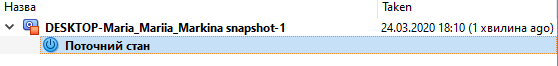 Назва Taken
DESKTOP-Maria_Mariia_Markina snapshot-1 24.03.2020 18:10 (1 хвилина ago)
Поточний стан